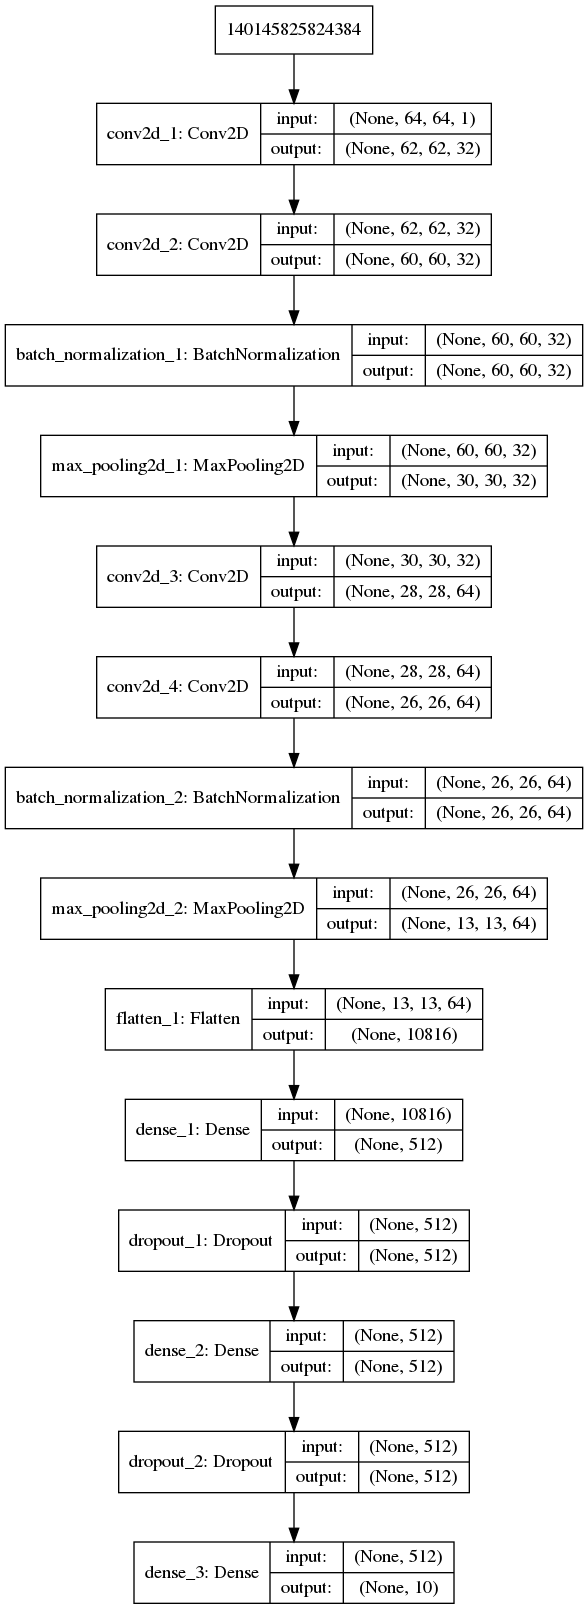 140145825824384
conv2d_1: Conv2D
input: (None, 64, 64, 1)
output: (None, 62, 62, 32)
conv2d_2: Conv2D
input: (None, 62, 62, 32)
output: (None, 60, 60, 32)
batch_normalization_1: BatchNormalization
input: (None, 60, 60, 32)
output: (None, 60, 60, 32)
max_pooling2d_1: MaxPooling2D
input: (None, 60, 60, 32)
output: (None, 30, 30, 32)
conv2d_3: Conv2D
input: (None, 30, 30, 32)
output: (None, 28, 28, 64)
conv2d_4: Conv2D
input: (None, 28, 28, 64)
output: (None, 26, 26, 64)
batch_normalization_2: BatchNormalization
input: (None, 26, 26, 64)
output: (None, 26, 26, 64)
max_pooling2d_2: MaxPooling2D
input: (None, 26, 26, 64)
output: (None, 13, 13, 64)
flatten_1: Flatten
input: (None, 13, 13, 64)
output: (None, 10816)
dense_1: Dense
input: (None, 10816)
output: (None, 512)
dropout_1: Dropout
input: (None, 512)
output: (None, 512)
dense_2: Dense
input: (None, 512)
output: (None, 512)
dropout_2: Dropout
input: (None, 512)
output: (None, 512)
dense_3: Dense
input: (None, 512)
output: (None, 10)